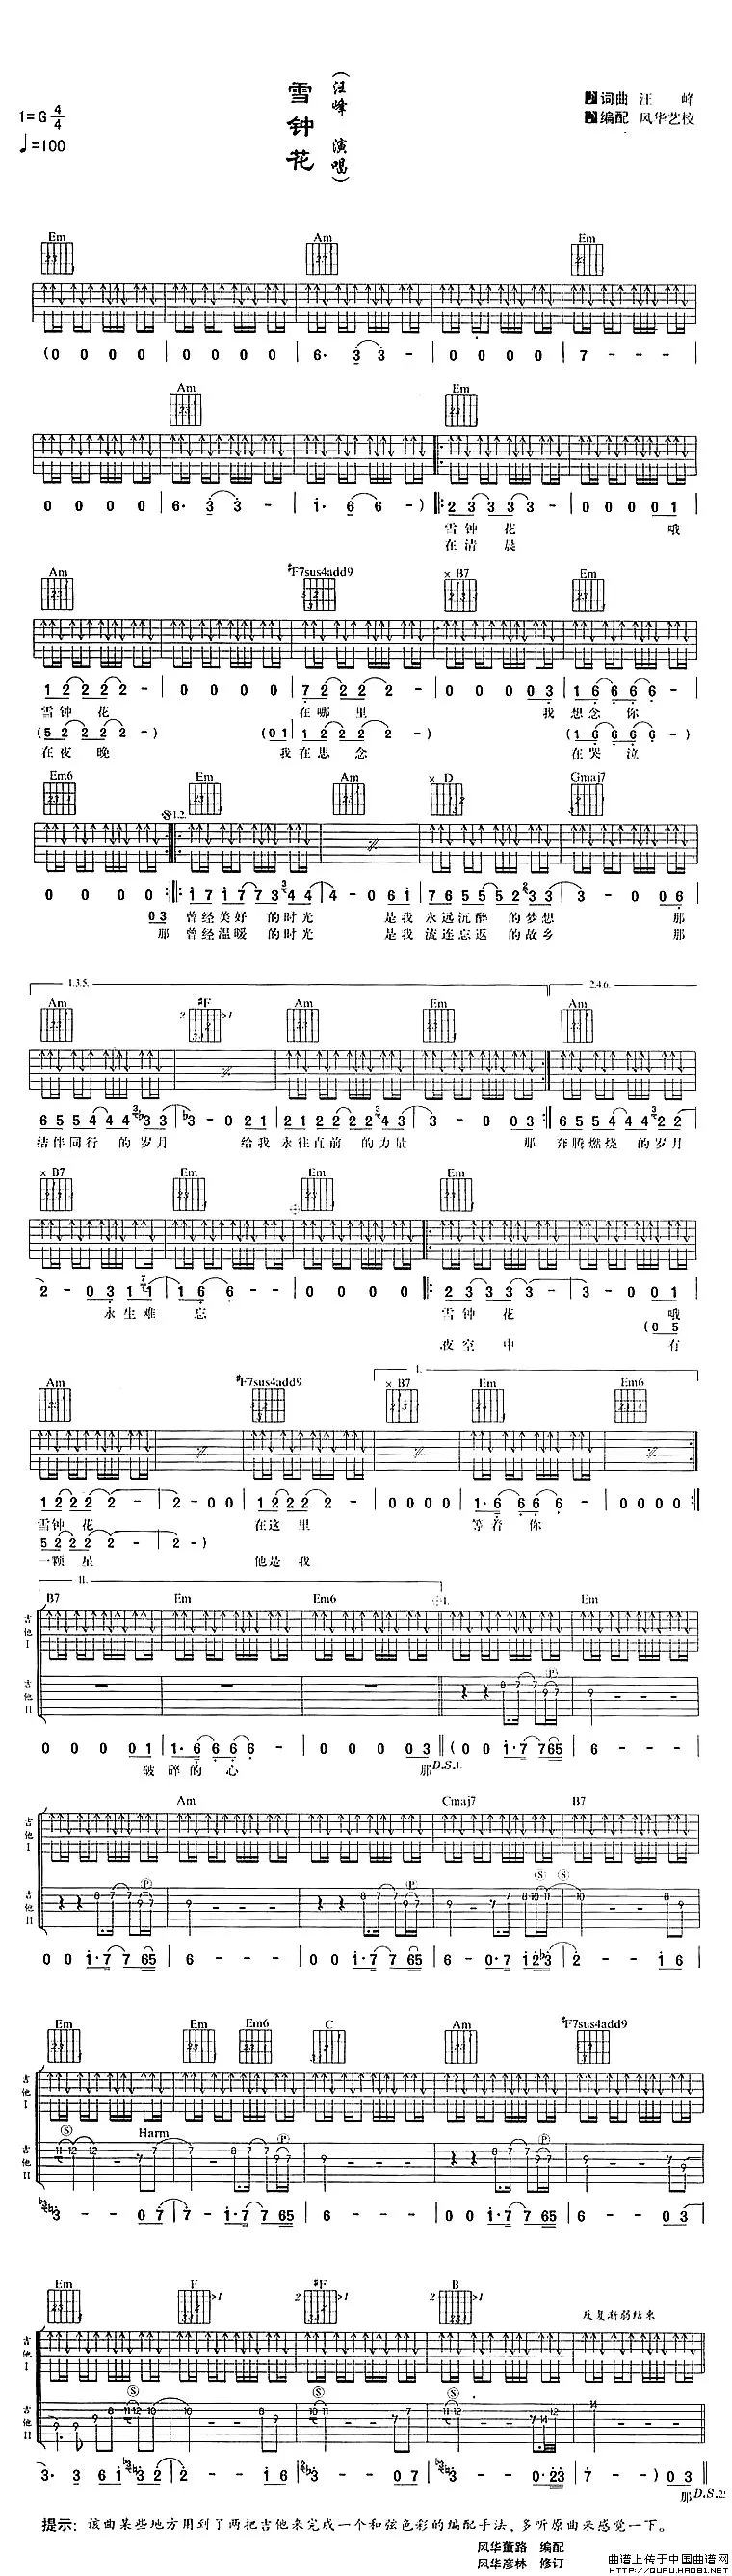 雪钟花
(汪峰 演唱)
词曲 汪 峰
编配 风华艺校
1=G 4/4
♩=100
Em Am Em
(0 0 0 0 | 0 0 0 0 | 6· 3 3 - | 0 0 0 0 | 7 - - -
Am Em
0 0 0 0 | 6· 3 3 - | i· 6 6 - ) ‖: 2 3 3 3 3 - | 0 0 0 0 1
雪钟 花 哦
在清 晨
Am #F7sus4add9 × B7 Em
1 2 2 2 2 - | 0 0 0 0 | 7 2 2 2 2 - | 0 0 0 0 3 | 1 6 6 6 6 -
雪钟 花 在哪 里 我 想念 你
(5 2 2 2 2 - ) (0 1 | 1 2 2 2 2 - ) (1 6 6 6 6 - )
在夜 晚 我 在思 念 在哭 泣
Em6 Em Am × D Gmaj7
1.2.
0 0 0 0 :‖: i 7 i 7 7 3 4 4 | 4 - 0 6 i | 7 6 5 5 5 2 3 3 | 3 - 0 0 6
0 3 曾经美好 的时光 是我 永远沉醉 的梦想 那
那 曾经温暖 的时光 是我 流连忘返 的故乡 那
1.3.5. 2.4.6.
Am #F Am Em Am
6 5 5 4 4 4 3 3 | 3 - 0 2 1 | 2 1 2 2 2 2 4 3 | 3 - 0 0 3 :‖ 6 5 5 4 4 4 2 2
结伴同行 的 岁月 给我 永往直前 的力量 那 奔腾燃烧 的岁月
× B7 Em Em Em
2 - 0 3 1 1 | 1 6 6 - | 0 0 0 0 ‖: 2 3 3 3 3 - | 3 - 0 0 1
永生难 忘 雪钟 花 哦
(0 5
夜空 中 有
I.
Am #F7sus4add9 × B7 Em Em6
1 2 2 2 2 - | 2 - 0 0 | 1 2 2 2 2 - | 0 0 0 0 | 1· 6 6 6 6 - | 0 0 0 0 :‖
雪钟 花 在这 里 等着 你
5 2 2 2 2 - | 2 - )
一颗 星 他是 我
II.
B7 Em Em6 Em
吉他I
吉他II
0 0 0 0 1 | 1· 6 6 6 6 - | 0 0 0 0 3 ‖ (0 0 i· 7 7 6 5 | 6 - - -
破 碎的 心 那 D.S.1.
Am Cmaj7 B7
吉他I
吉他II
0 0 i· 7 7 6 5 | 6 - - - | 0 0 i· 7 7 6 5 | 6 - 0· 7 i 2 3 | 2 - - i 6
Em Em Em6 C Am #F7sus4add9
吉他I
Harm
吉他II
3 - - 0 7 | 7 - i· 7 7 6 5 | 6 - - - | 0 0 i· 7 7 6 5 | 6 - - 0 3
Em F #F B
反复渐弱结束
吉他I
吉他II
3· 3 6 i 3 2 | 2 - - i 6 | 3 - - 0 7 | 3 - - 0· 2 3 | 7 - - ) 0 3 ‖
那 D.S.2.
提示：该曲某些地方用到了两把吉他来完成一个和弦色彩的编配手法，多听原曲来感觉一下。
风华董路 编配
风华彦林 修订
曲谱上传于中国曲谱网
http://QUPU.HAO81.NET